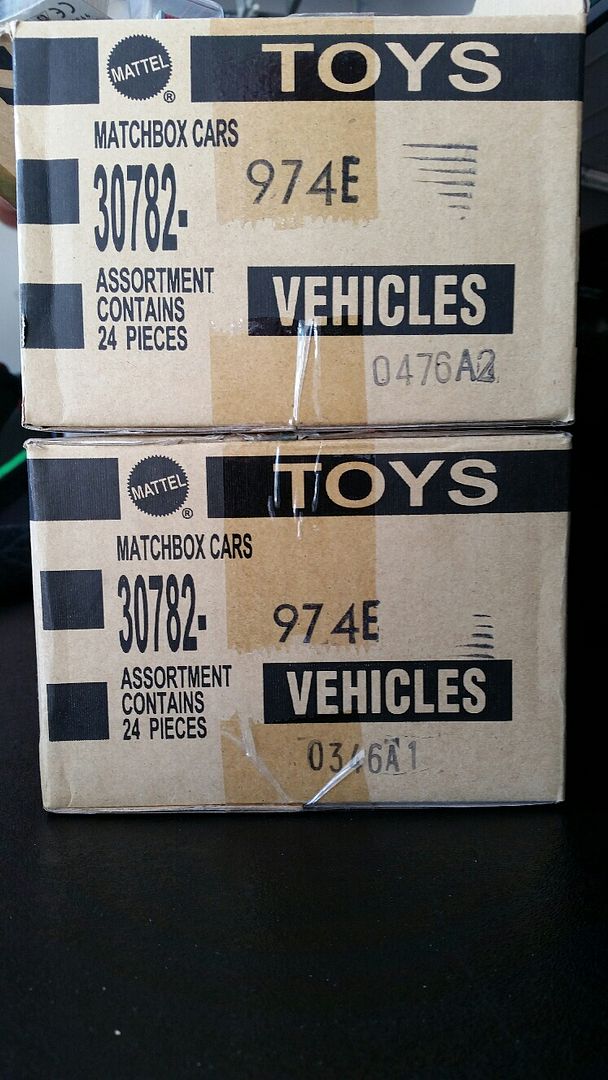 MATTEL
®
TOYS
MATCHBOX CARS
30782-
974E
ASSORTMENT
CONTAINS
24 PIECES
VEHICLES
0476A2
MATTEL
®
TOYS
MATCHBOX CARS
30782-
974E
ASSORTMENT
CONTAINS
24 PIECES
VEHICLES
0346A1